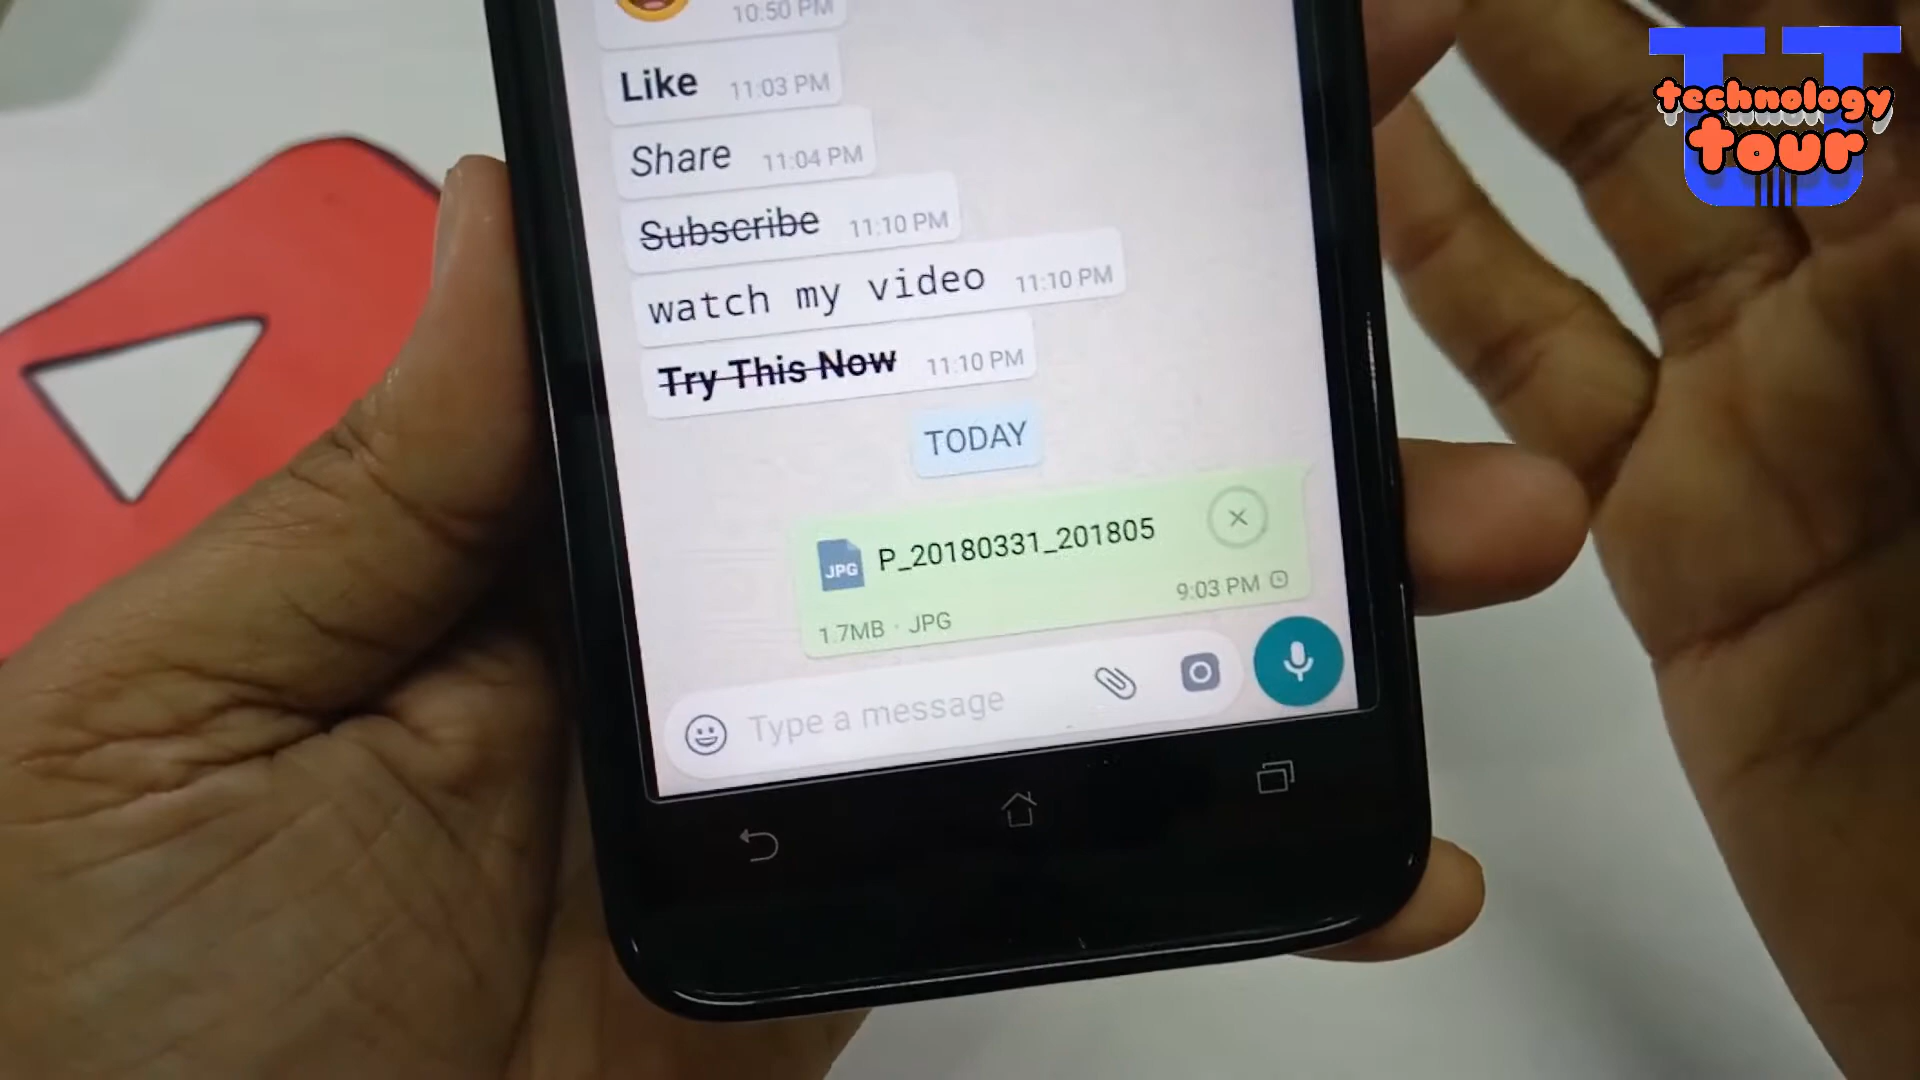 10:50 PM
Like 11:03 PM
Share 11:04 PM
Subscribe 11:10 PM
watch my video 11:10 PM
Try This Now 11:10 PM
TODAY
JPG P_20180331_201805
1.7MB · JPG 9:03 PM
Type a message
TT
technology
tour